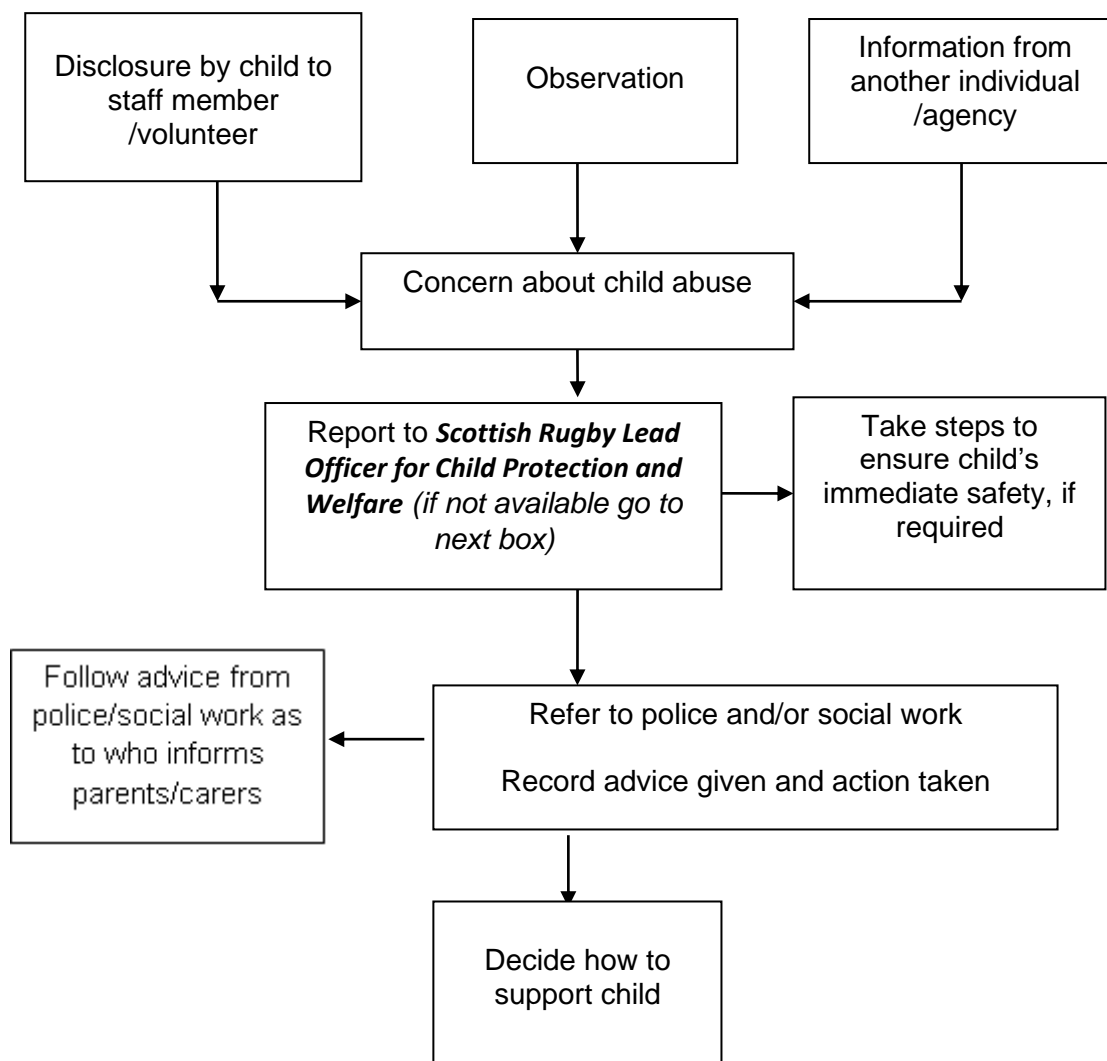 Disclosure by child to
staff member
/volunteer
Observation
Information from
another individual
/agency
Concern about child abuse
Report to Scottish Rugby Lead
Officer for Child Protection and
Welfare (if not available go to
next box)
Take steps to
ensure child's
immediate safety, if
required
Follow advice from
police/social work as
to who informs
parents/carers
Refer to police and/or social work
Record advice given and action taken
Decide how to
support child